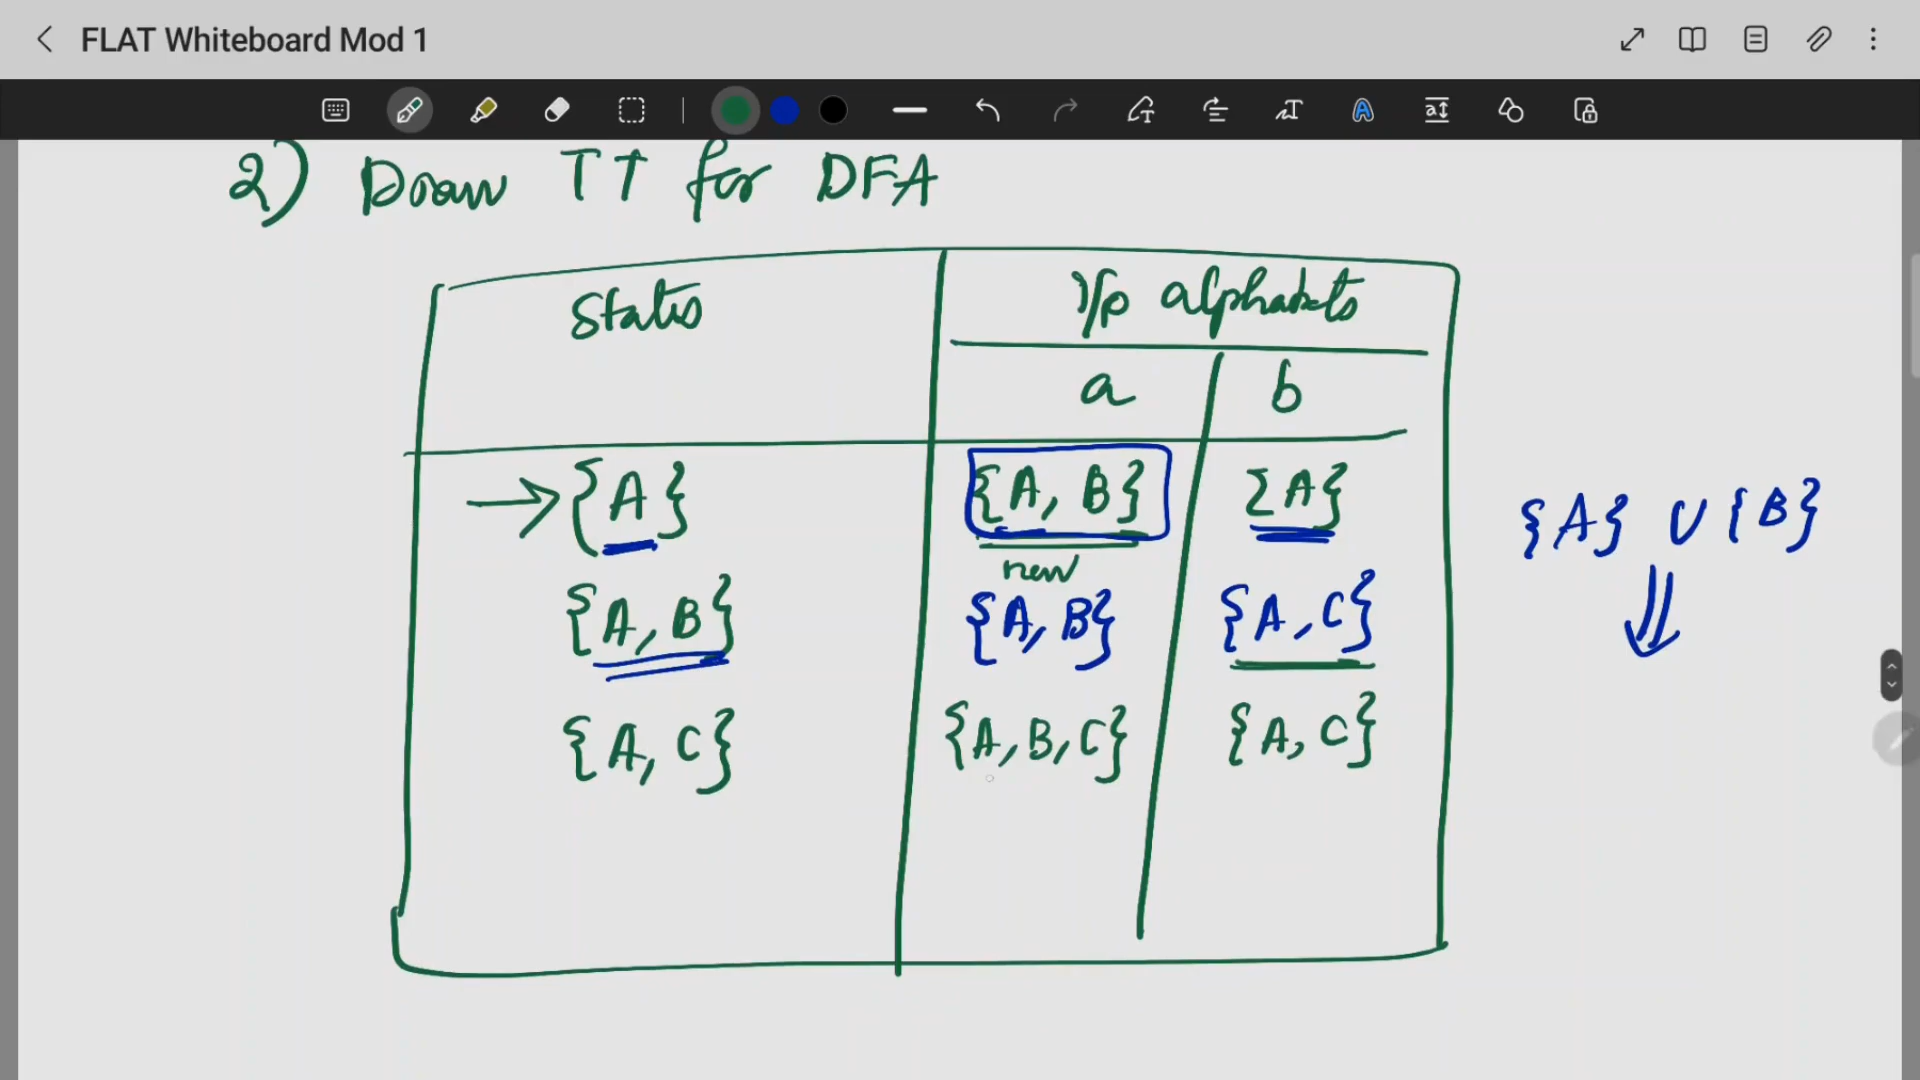 FLAT Whiteboard Mod 1
2) Draw TT for DFA
States I/p alphabets
a b
→{A} {A, B} {A}
new
{A} U {B}
{A, B} {A, B} {A, C}
{A, C} {A, B, C} {A, C}